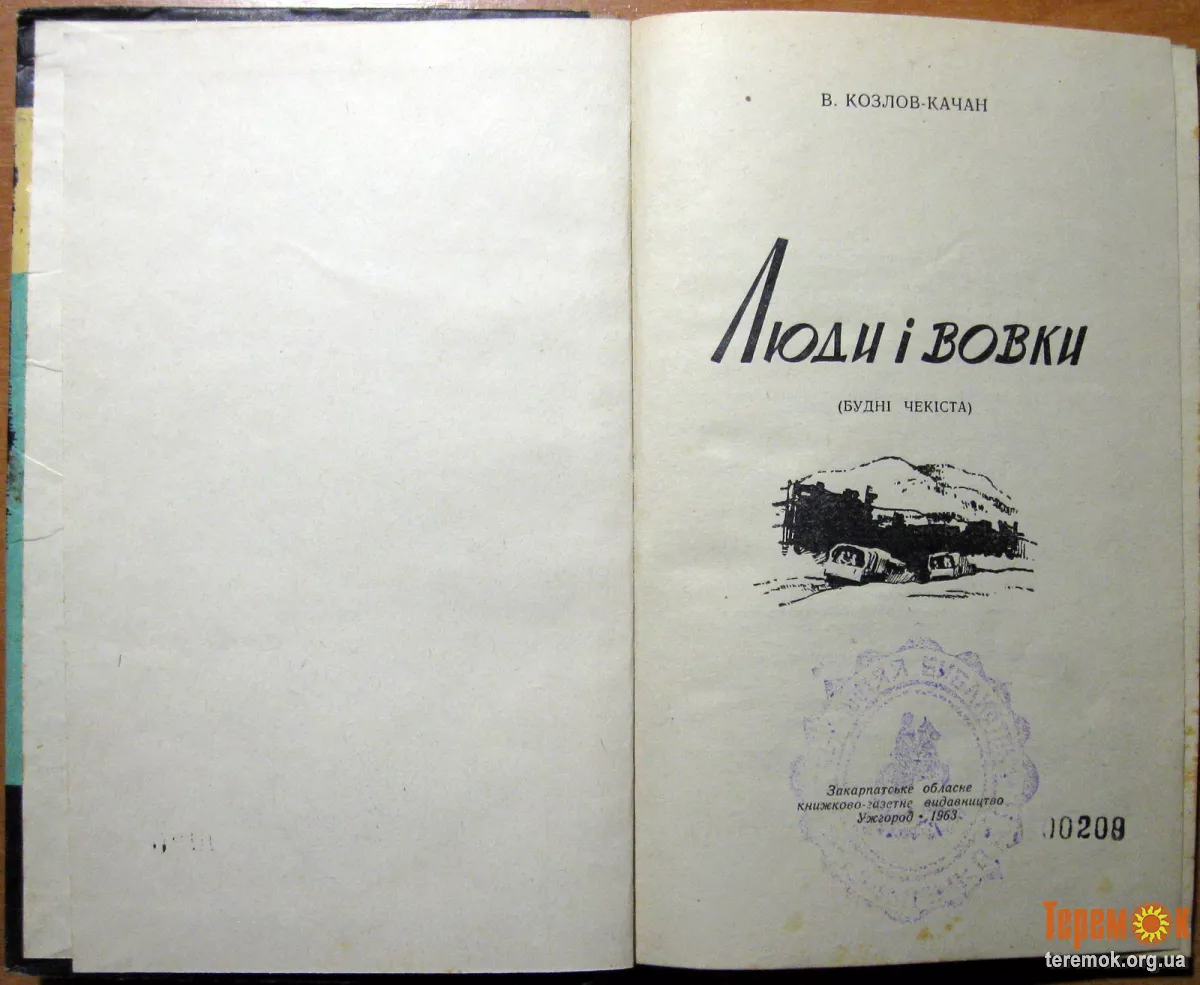 В. КОЗЛОВ-КАЧАН
Люди і вовки
(БУДНІ ЧЕКІСТА)
Закарпатське обласне
книжково-газетне видавництво
Ужгород • 1963
00209
Теремок
teremok.org.ua